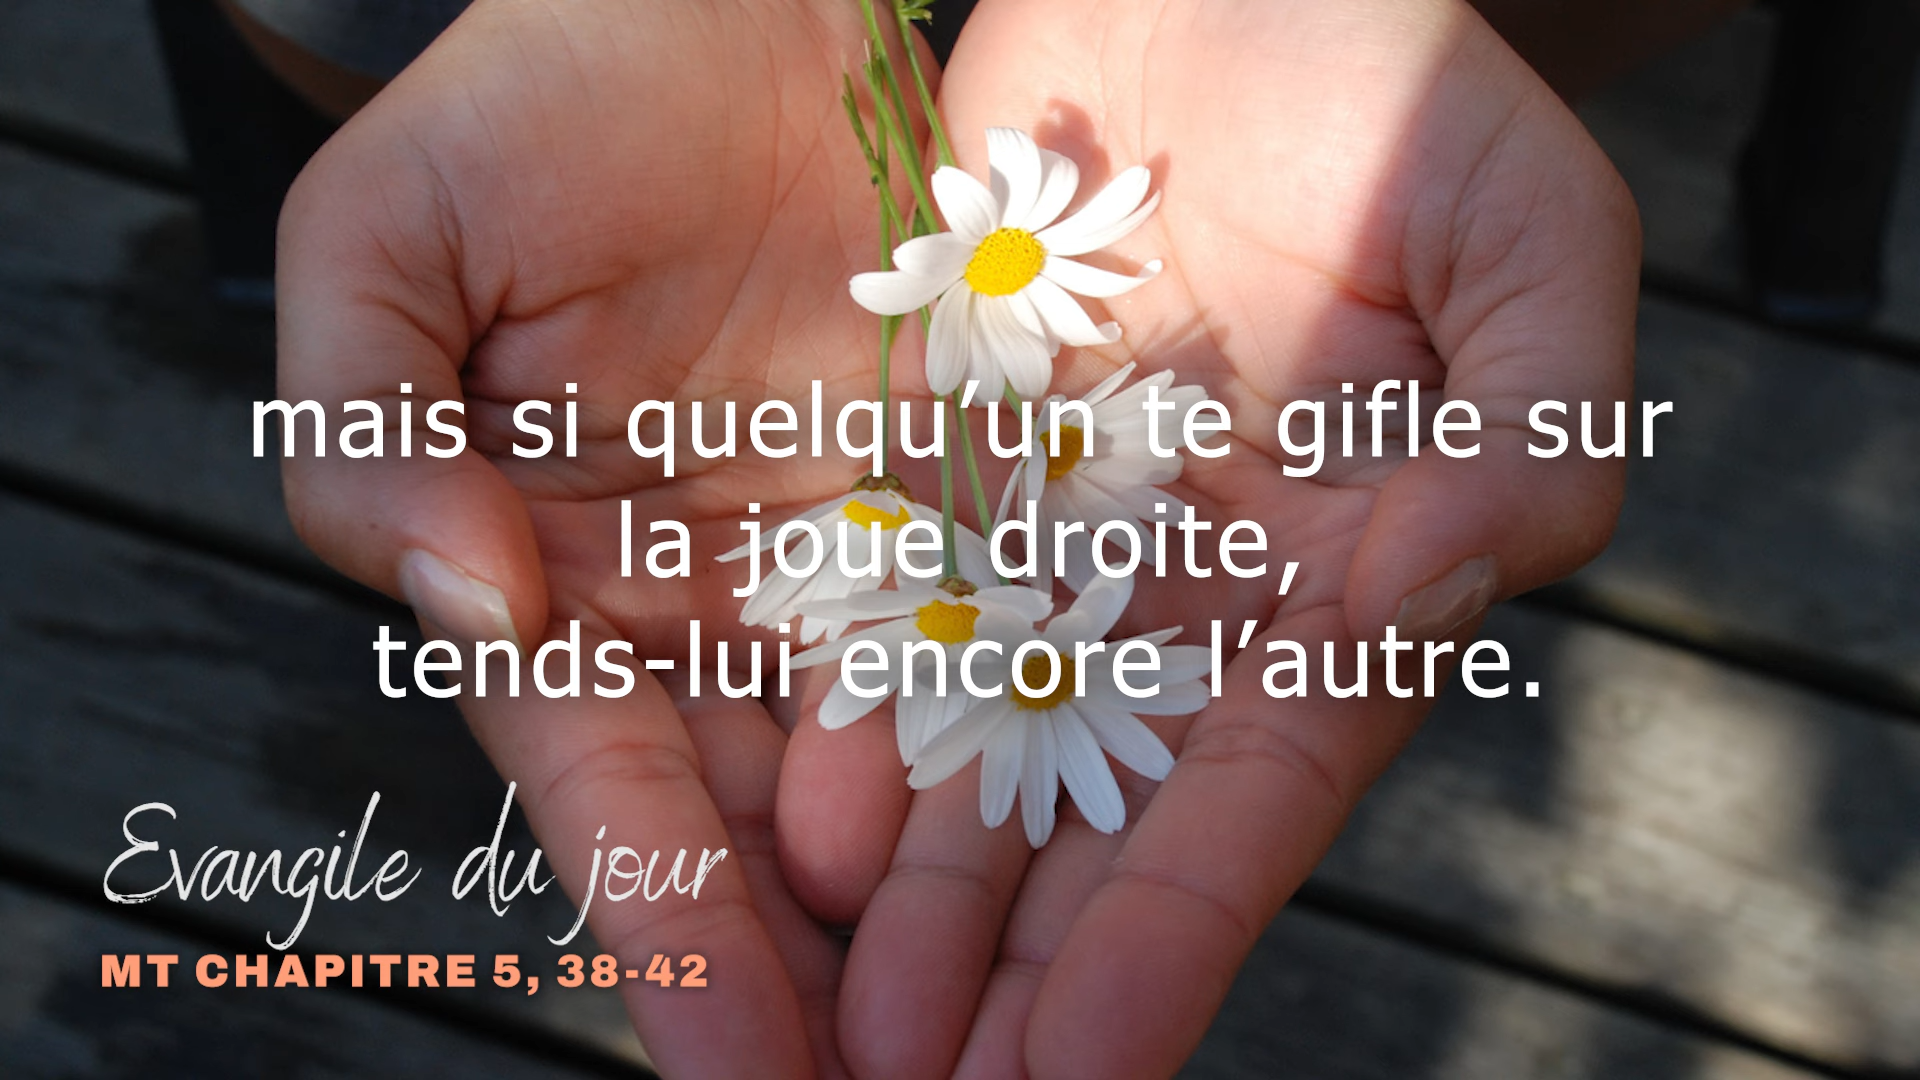 mais si quelqu’un te gifle sur
la joue droite,
tends-lui encore l’autre.
Evangile du jour
MT CHAPITRE 5, 38-42